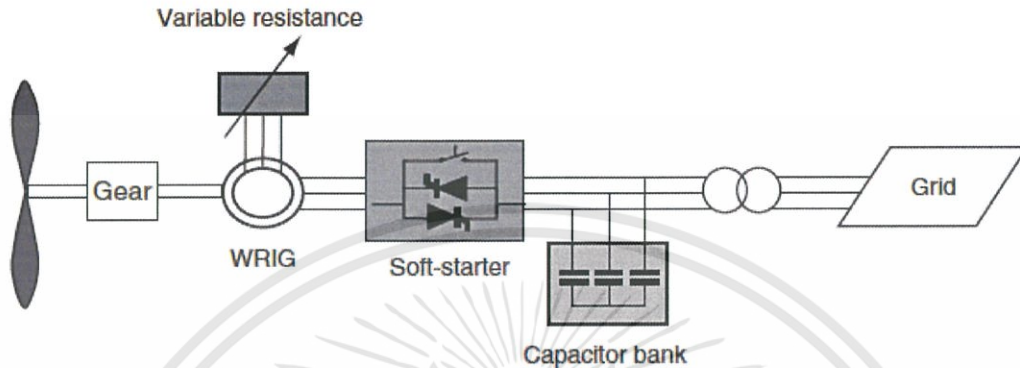 Variable resistance
Gear
WRIG
Soft-starter
Capacitor bank
Grid